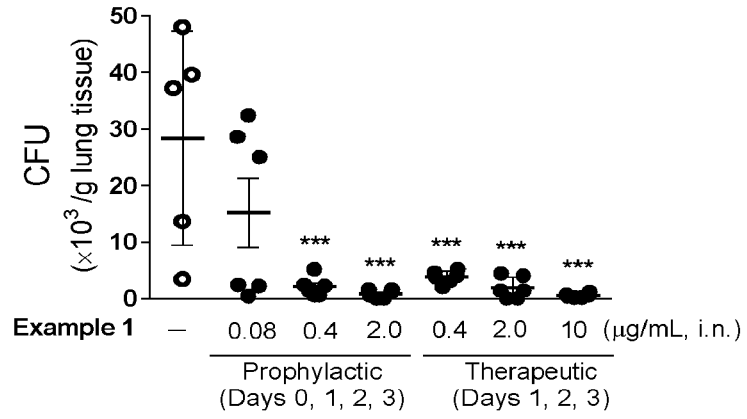 CFU
(×10³ /g lung tissue)
50
40
30
20
10
0
***
***
***
***
***
Example 1 – 0.08 0.4 2.0 0.4 2.0 10 (μg/mL, i.n.)
Prophylactic Therapeutic
(Days 0, 1, 2, 3) (Days 1, 2, 3)